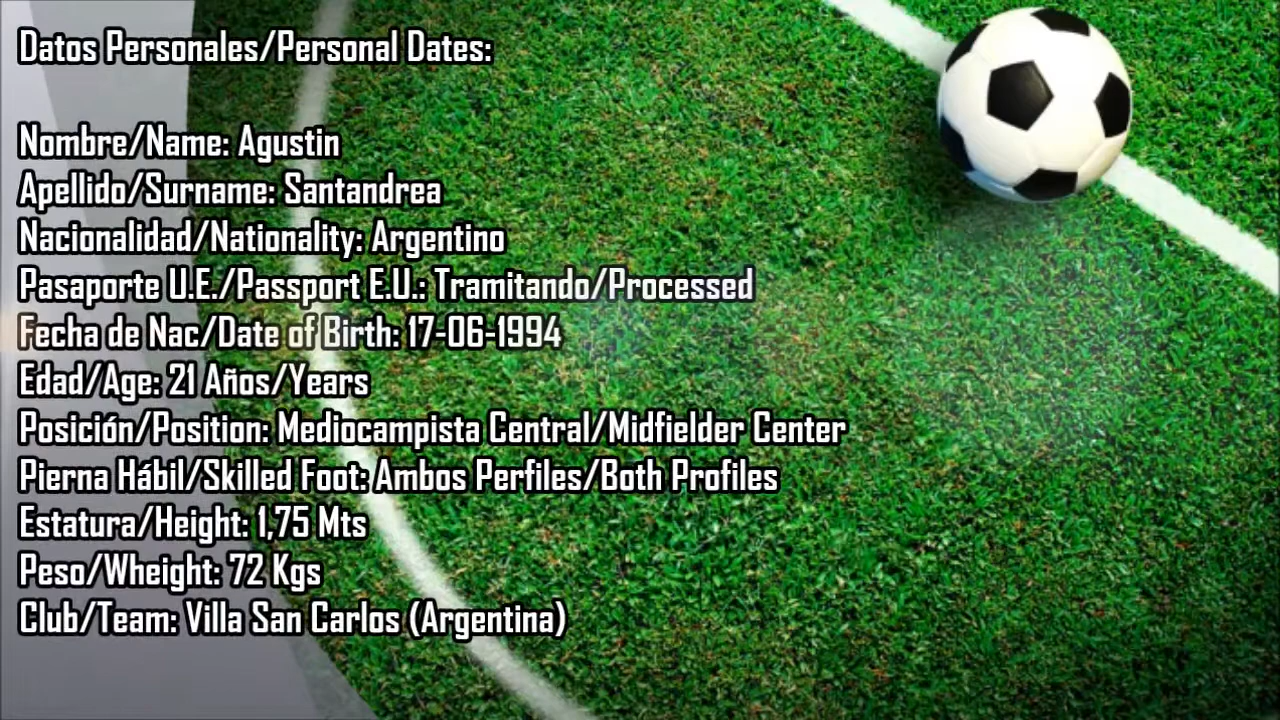 Datos Personales/Personal Dates:
Nombre/Name: Agustin
Apellido/Surname: Santandrea
Nacionalidad/Nationality: Argentino
Pasaporte U.E./Passport E.U.: Tramitando/Processed
Fecha de Nac/Date of Birth: 17-06-1994
Edad/Age: 21 Años/Years
Posición/Position: Mediocampista Central/Midfielder Center
Pierna Hábil/Skilled Foot: Ambos Perfiles/Both Profiles
Estatura/Height: 1,75 Mts
Peso/Wheight: 72 Kgs
Club/Team: Villa San Carlos (Argentina)